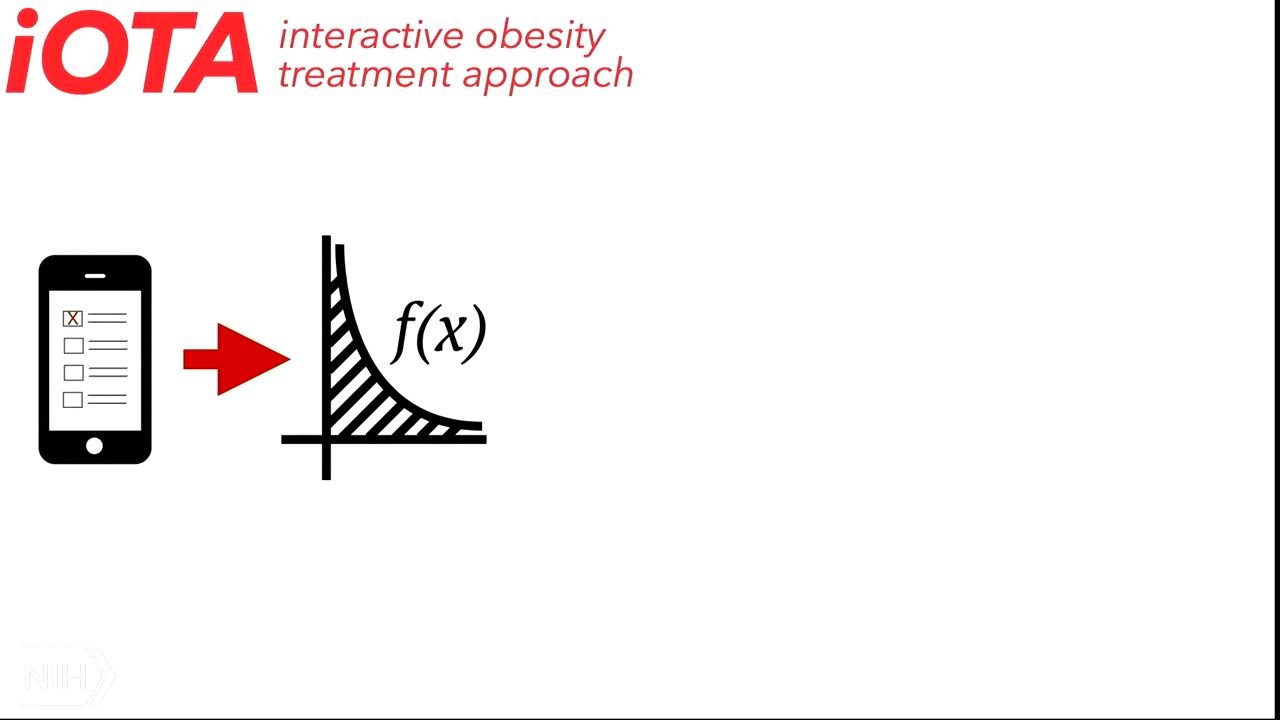 iOTA
interactive obesity
treatment approach
X
f(x)
NIH